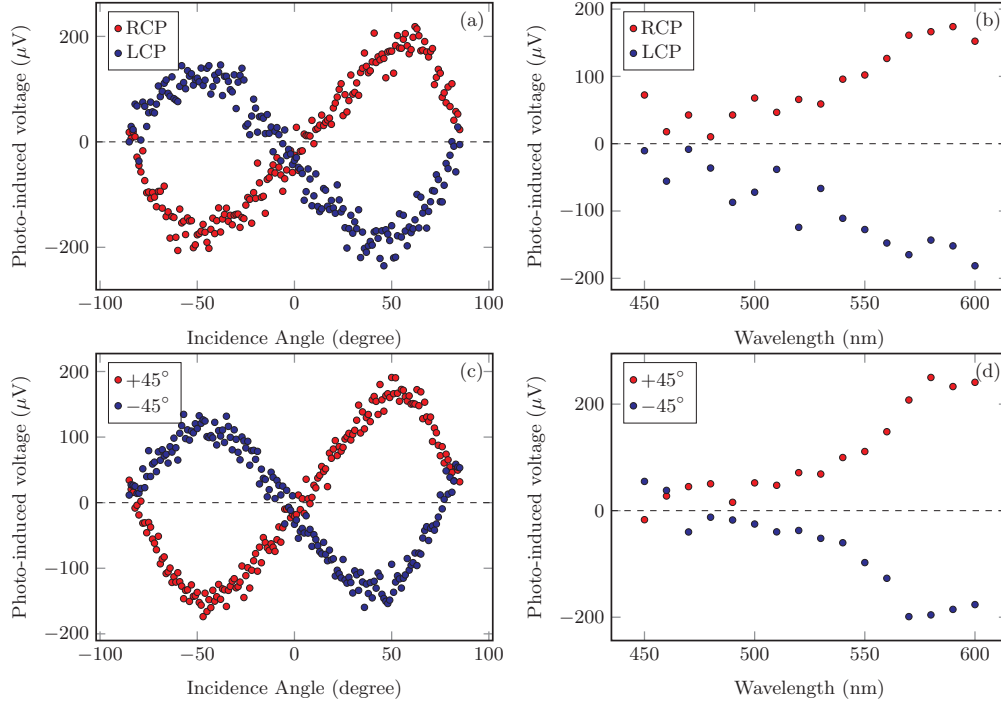 (a)
RCP
LCP
200
0
−200
−100
−50
0
50
100
Photo-induced voltage (μV)
Incidence Angle (degree)
(b)
RCP
LCP
200
100
0
−100
−200
450
500
550
600
Photo-induced voltage (μV)
Wavelength (nm)
(c)
+45°
−45°
200
100
0
−100
−200
−100
−50
0
50
100
Photo-induced voltage (μV)
Incidence Angle (degree)
(d)
+45°
−45°
200
0
−200
450
500
550
600
Photo-induced voltage (μV)
Wavelength (nm)